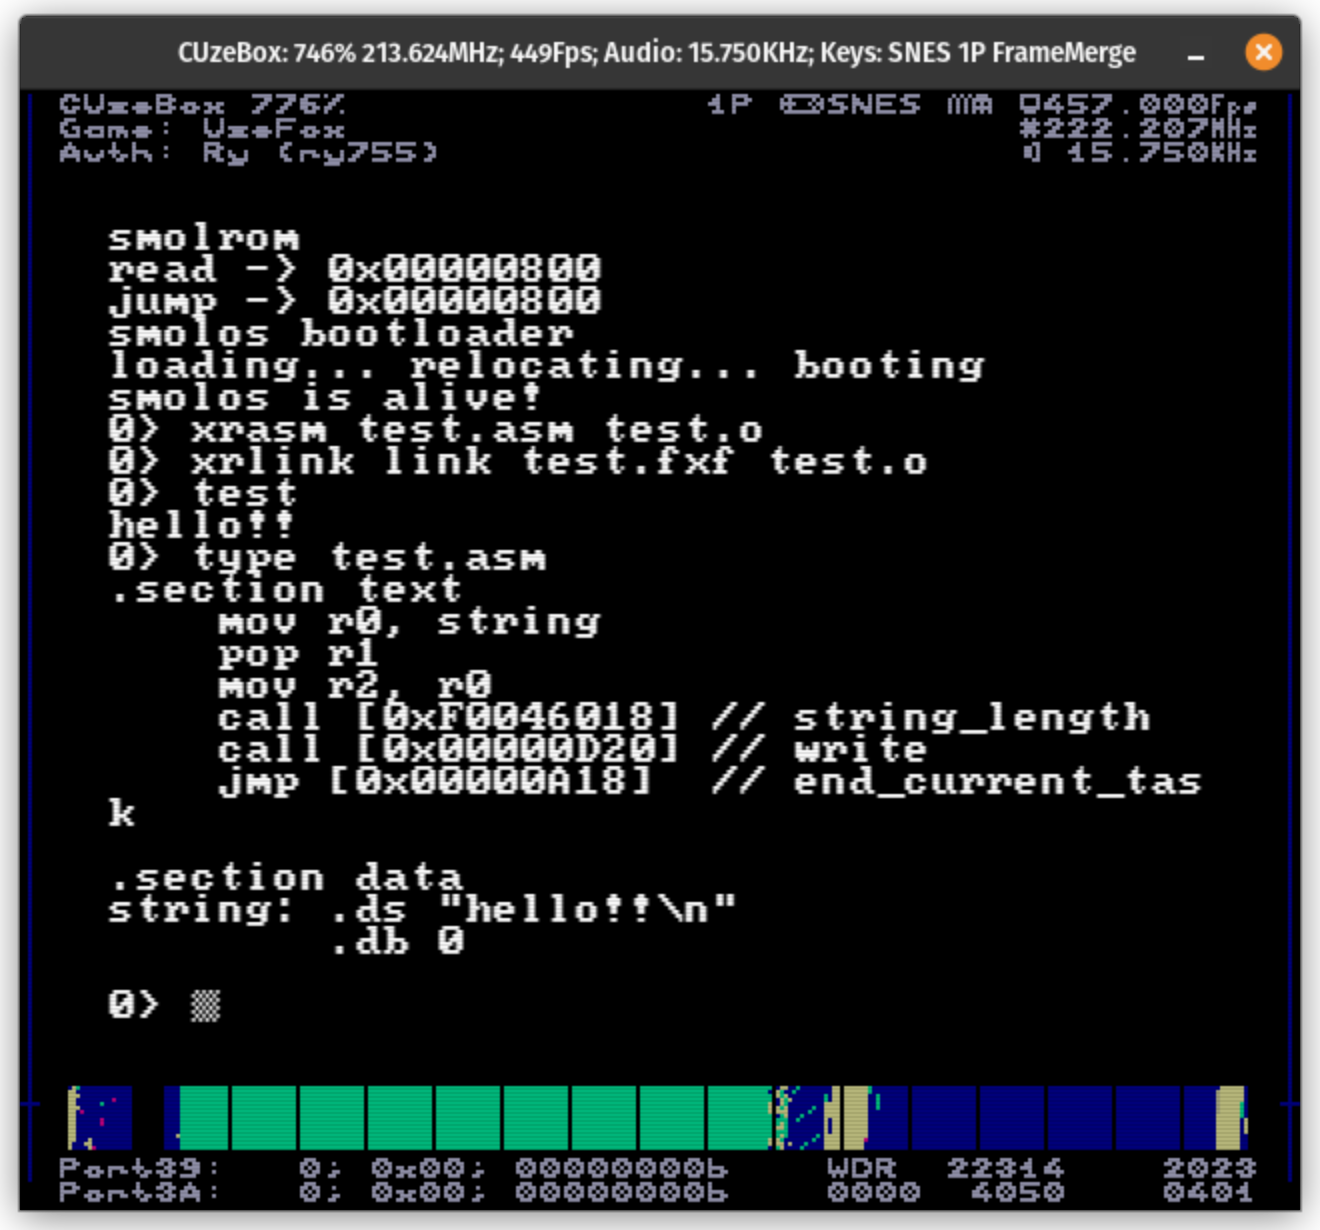 CUzeBox: 746% 213.624MHz; 449Fps; Audio: 15.750KHz; Keys: SNES 1P FrameMerge
CUzeBox 776% 1P SNES MA 457.000Fps
Game: UzeFox #222.207MHz
Auth: Ry (ry755) 15.750KHz
smolrom
read -> 0x00000800
jump -> 0x00000800
smolos bootloader
loading... relocating... booting
smolos is alive!
0> xrasm test.asm test.o
0> xrlink link test.fxf test.o
0> test
hello!!
0> type test.asm
.section text
mov r0, string
pop r1
mov r2, r0
call [0xF0046018] // string_length
call [0x00000D20] // write
jmp [0x00000A18] // end_current_tas
k
.section data
string: .ds "hello!!\n"
.db 0
0>
Port39: 0; 0x00; 00000000b WDR 22314 2023
Port3A: 0; 0x00; 00000000b 0000 4050 0401